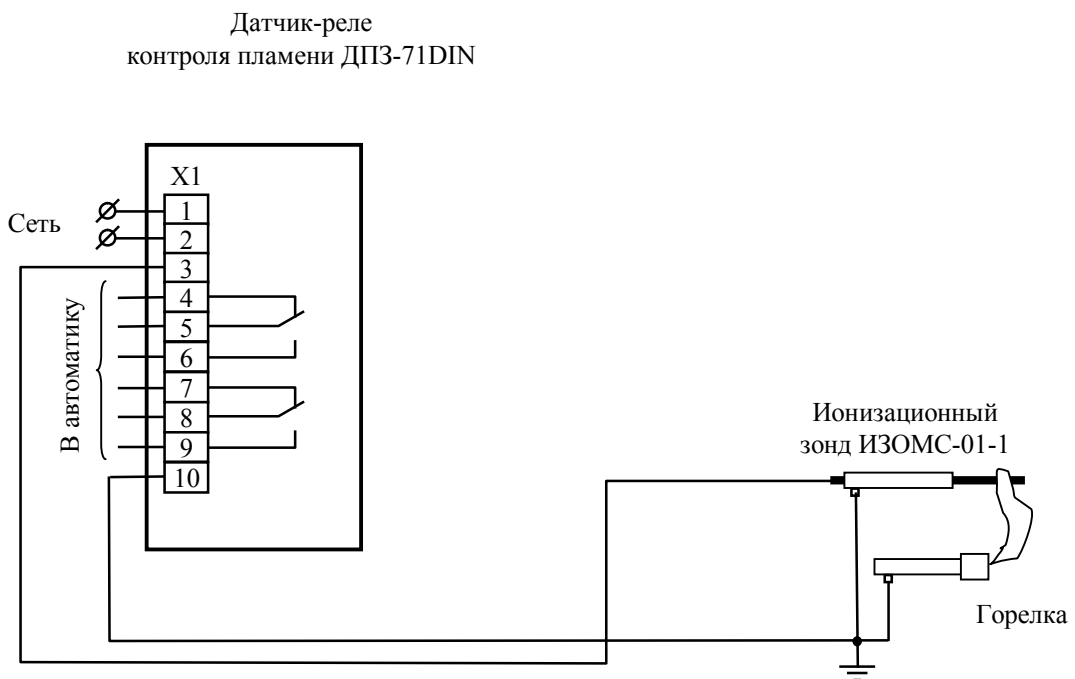 Датчик-реле
контроля пламени ДПЗ-71DIN
X1
Сеть
1
2
3
4
5
6
7
8
9
10
В автоматику
Ионизационный
зонд ИЗОМС-01-1
Горелка